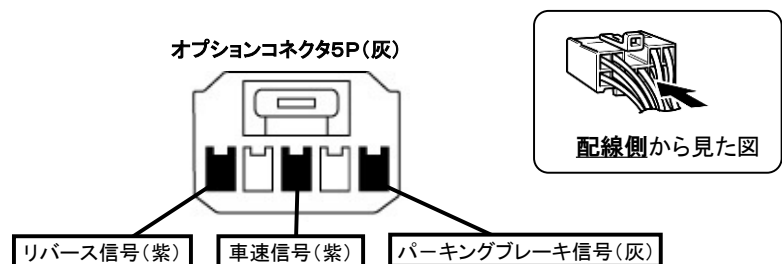 オプションコネクタ5P(灰)
配線側から見た図
リバース信号(紫)
車速信号(紫)
パーキングブレーキ信号(灰)